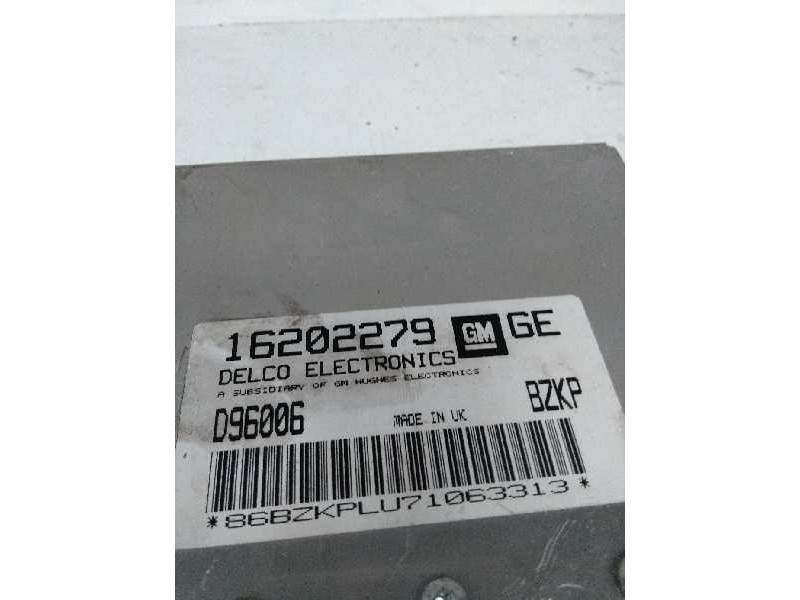 16202279 GM GE
DELCO ELECTRONICS
A SUBSIDIARY OF GM HUGHES ELECTRONICS
D96006 MADE IN UK BZKP
*86BZKPLU71063313*